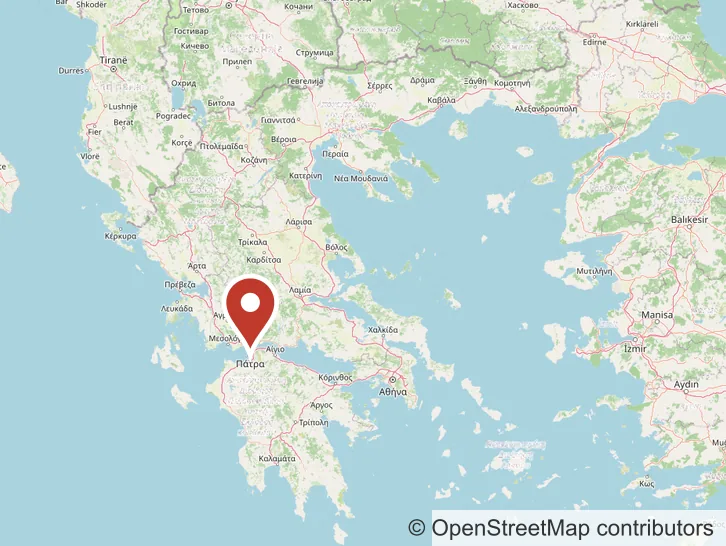 Bar
Shkodër
Тетово
Кочани
Хасково
Kırklareli
Гостивар
Кичево
Tiranë
Струмица
Edirne
Прилеп
Durrës
Охрид
Гевгелија
Σέρρες
Δράμα
Ξάνθη
Κομοτηνή
Lushnje
Битола
Καβάλα
Αλεξανδρούπολη
Berat
Pogradec
Γιαννιτσά
Fier
Βέροια
Korçë
Πτολεμαΐδα
Περαία
Vlorë
Κοζάνη
Κατερίνη
Νέα Μουδανιά
Balıkesir
Λάρισα
Κέρκυρα
Τρίκαλα
Βόλος
Καρδίτσα
Άρτα
Μυτιλήνη
Πρέβεζα
Λαμία
Λευκάδα
Manisa
Χαλκίδα
Μεσολό
Αίγιο
İzmir
Πάτρα
Κόρινθος
Αθήνα
Aydın
Άργος
Τρίπολη
Καλαμάτα
Κως
© OpenStreetMap contributors